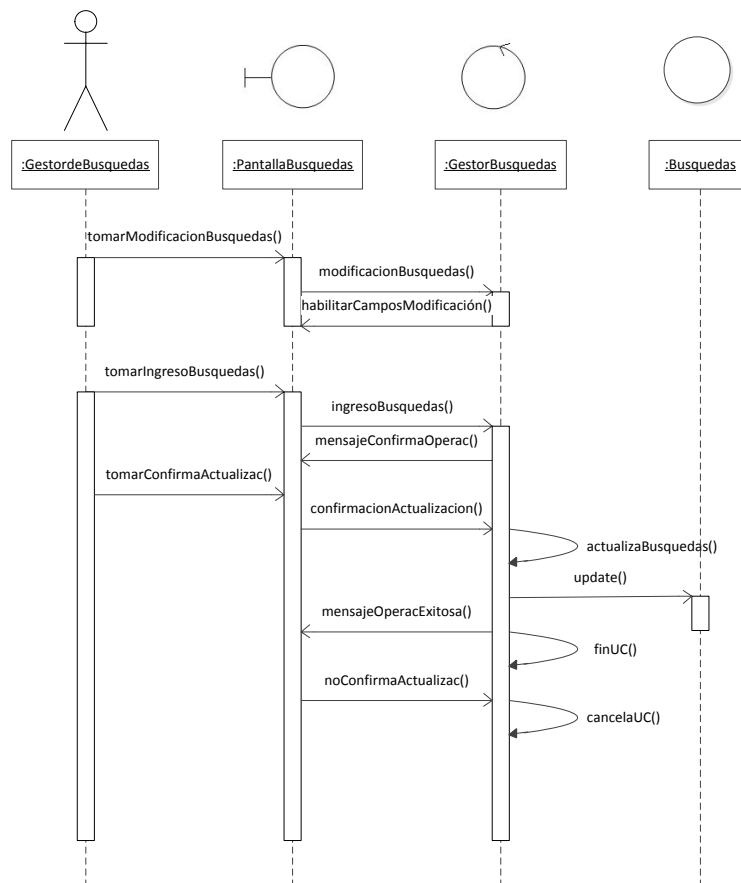 :GestordeBusquedas
:PantallaBusquedas
:GestorBusquedas
:Busquedas
tomarModificacionBusquedas()
modificacionBusquedas()
habilitarCamposModificación()
tomarIngresoBusquedas()
ingresoBusquedas()
mensajeConfirmaOperac()
tomarConfirmaActualizac()
confirmacionActualizacion()
actualizaBusquedas()
update()
mensajeOperacExitosa()
finUC()
noConfirmaActualizac()
cancelaUC()